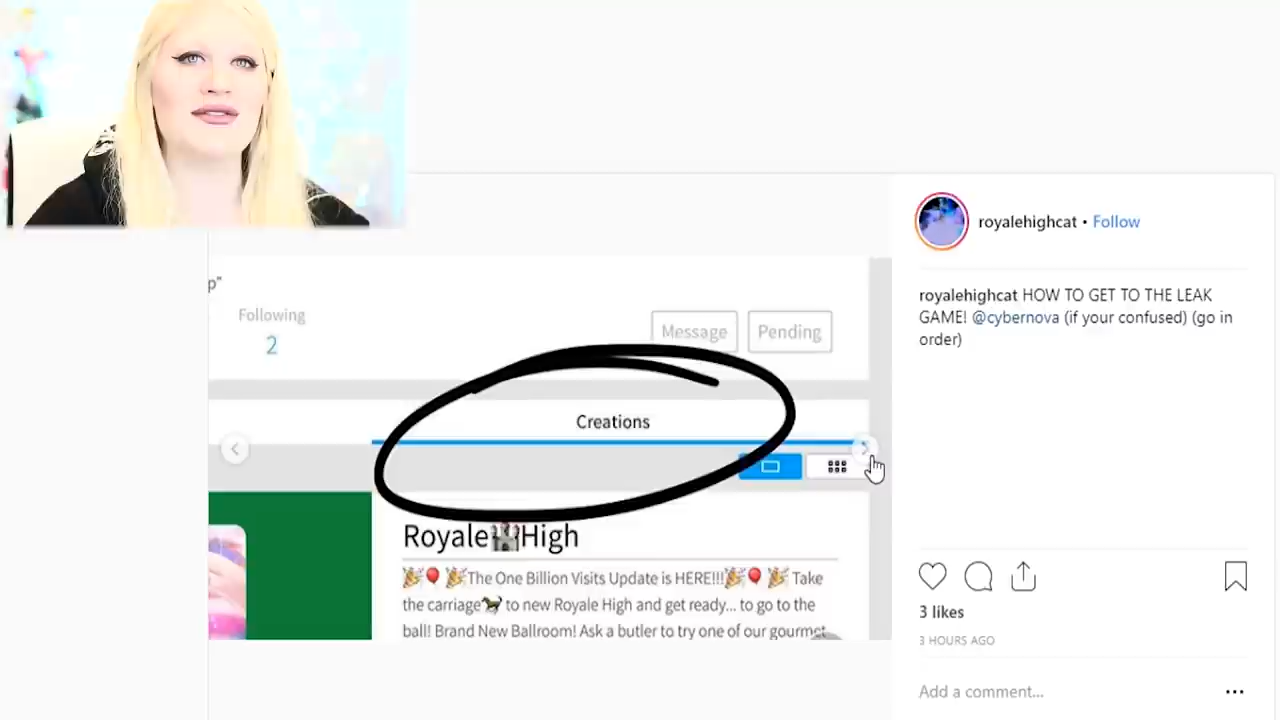 p"
Following
2
Message
Pending
Creations
Royale🏰High
🎉🎈🎉The One Billion Visits Update is HERE!!!🎉🎈🎉 Take
the carriage🐎 to new Royale High and get ready... to go to the
ball! Brand New Ballroom! Ask a butler to try one of our gourmet
royalehighcat • Follow
royalehighcat HOW TO GET TO THE LEAK
GAME! @cybernova (if your confused) (go in
order)
3 likes
3 HOURS AGO
Add a comment...